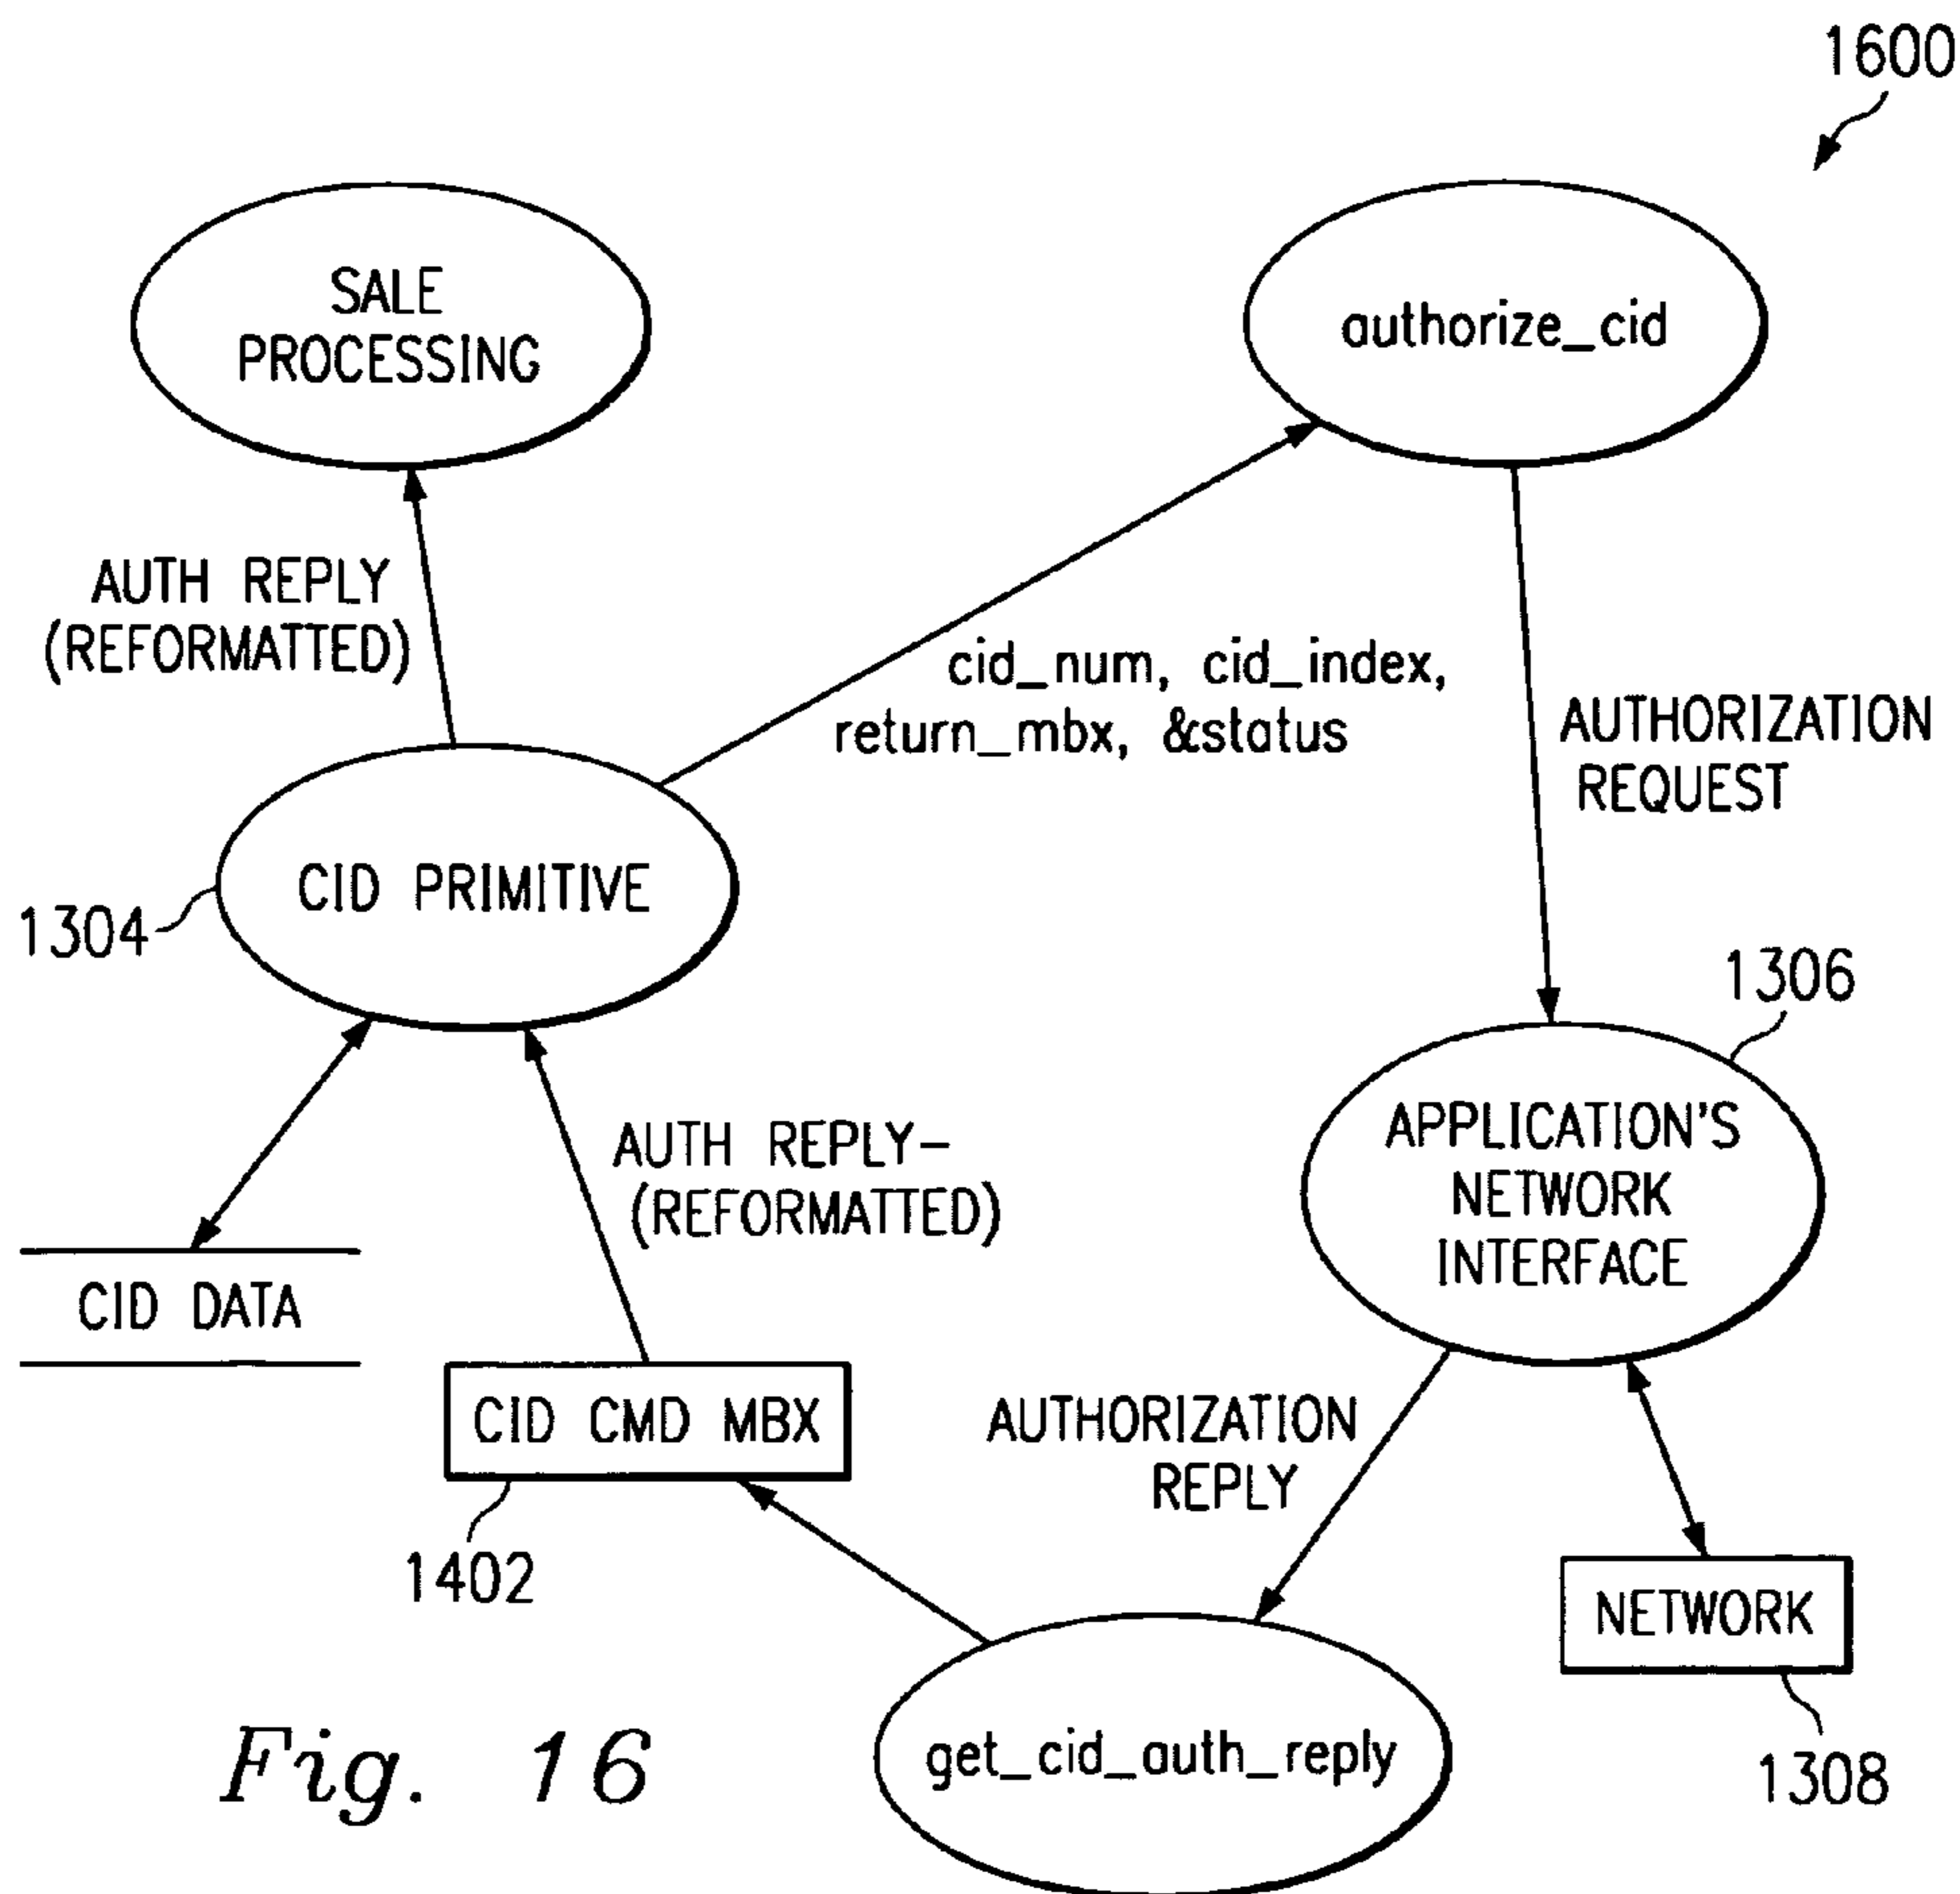 1600
SALE
PROCESSING
authorize_cid
AUTH REPLY
(REFORMATTED)
cid_num, cid_index,
return_mbx, &status
AUTHORIZATION
REQUEST
CID PRIMITIVE
1304
1306
APPLICATION'S
NETWORK
INTERFACE
AUTH REPLY-
(REFORMATTED)
CID DATA
CID CMD MBX
1402
AUTHORIZATION
REPLY
NETWORK
1308
get_cid_auth_reply
Fig. 16